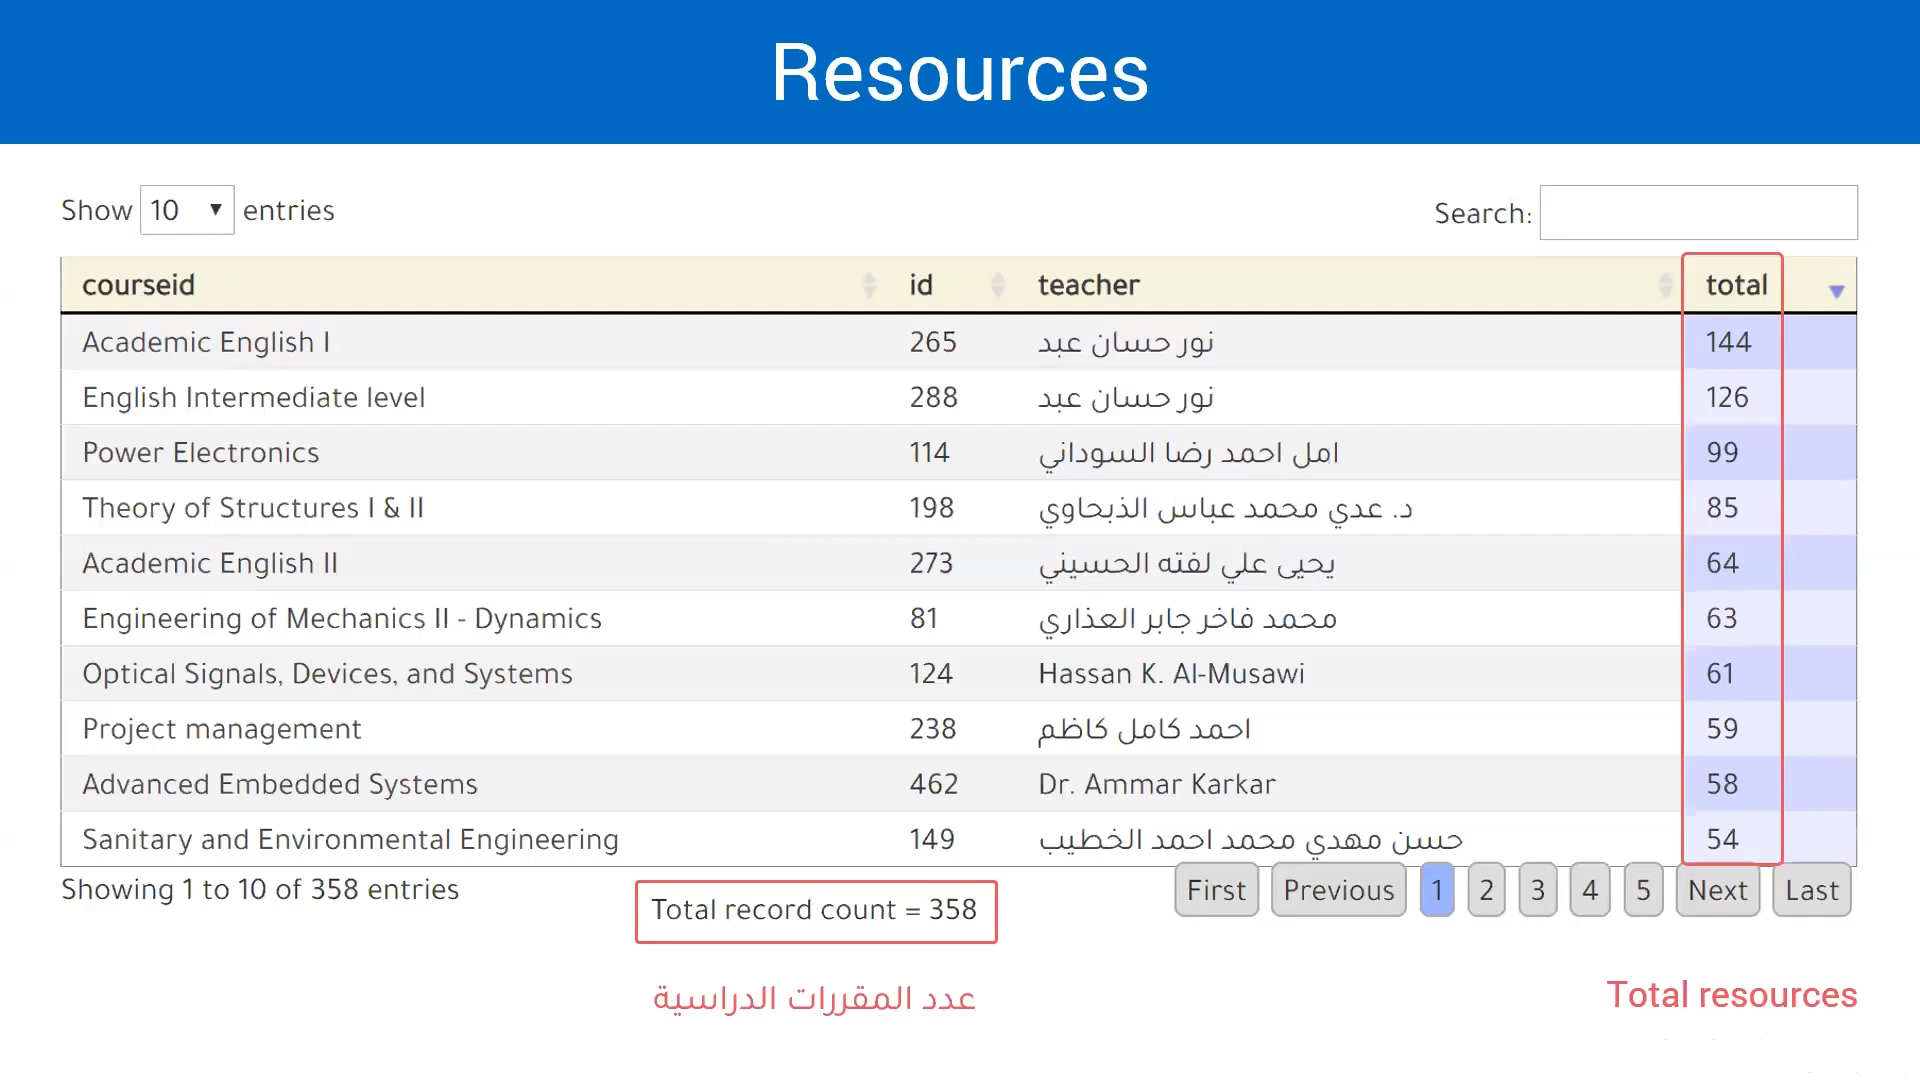 Resources
Show 10 entries
Search:
courseid id teacher total
Academic English I 265 نور حسان عبد 144
English Intermediate level 288 نور حسان عبد 126
Power Electronics 114 امل احمد رضا السوداني 99
Theory of Structures I & II 198 د. عدي محمد عباس الذبحاوي 85
Academic English II 273 يحيى علي لفته الحسيني 64
Engineering of Mechanics II - Dynamics 81 محمد فاخر جابر العذاري 63
Optical Signals, Devices, and Systems 124 Hassan K. Al-Musawi 61
Project management 238 احمد كامل كاظم 59
Advanced Embedded Systems 462 Dr. Ammar Karkar 58
Sanitary and Environmental Engineering 149 حسن مهدي محمد احمد الخطيب 54
Showing 1 to 10 of 358 entries
First Previous 1 2 3 4 5 Next Last
Total record count = 358
عدد المقررات الدراسية
Total resources